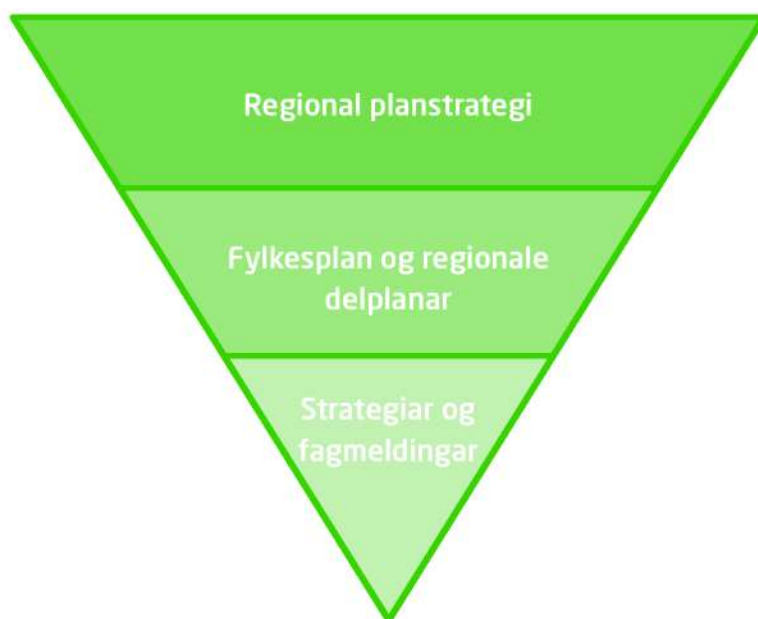 Regional planstrategi
Fylkesplan og regionale
delplanar
Strategiar og
fagmeldingar